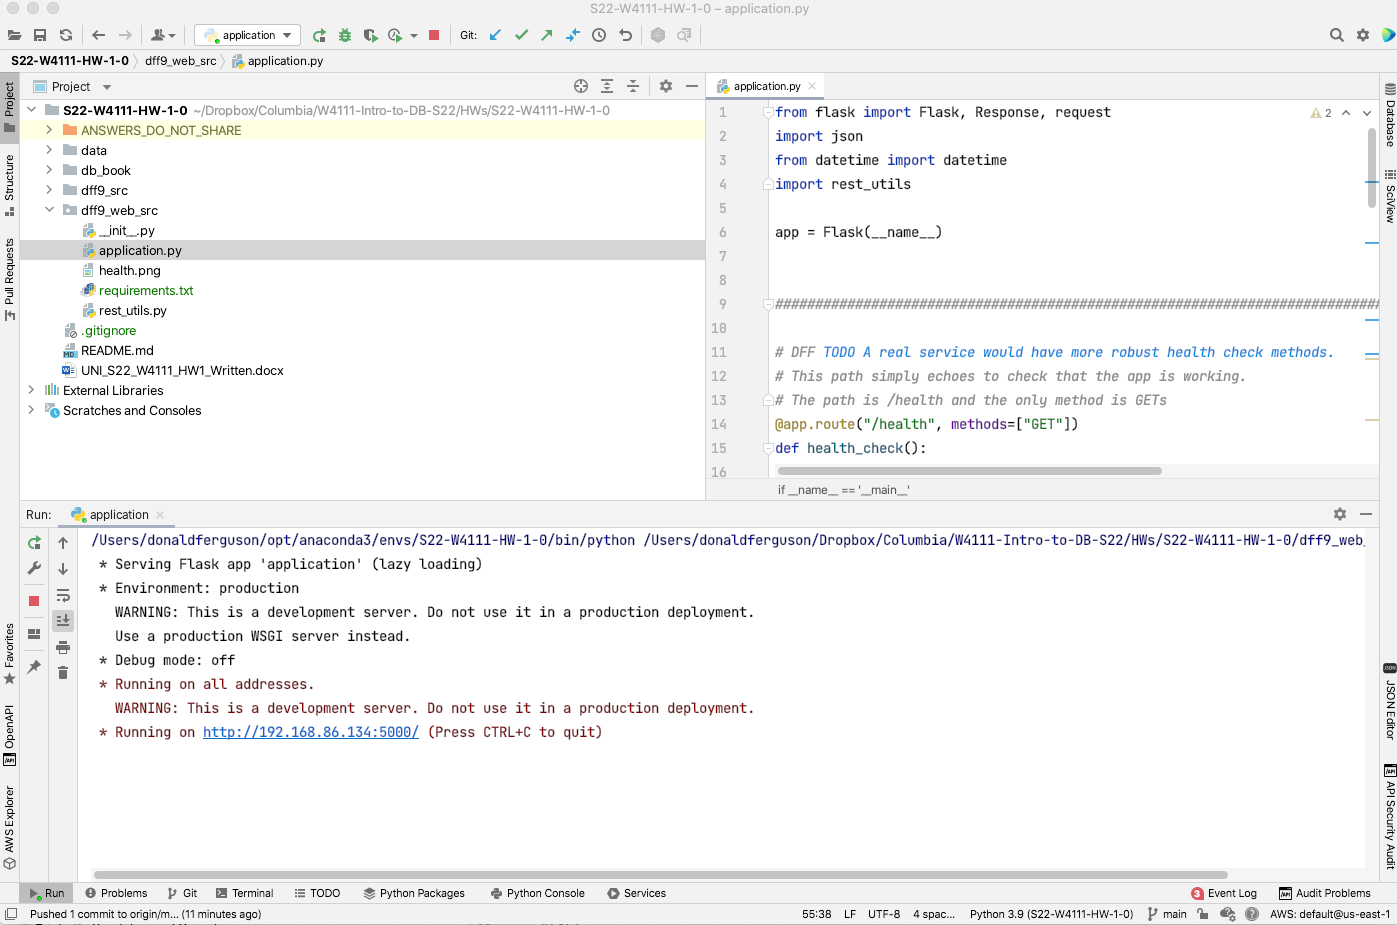 S22-W4111-HW-1-0 – application.py
application
Git:
S22-W4111-HW-1-0
dff9_web_src
application.py
Project
S22-W4111-HW-1-0 ~/Dropbox/Columbia/W4111-Intro-to-DB-S22/HWs/S22-W4111-HW-1-0
ANSWERS_DO_NOT_SHARE
data
db_book
dff9_src
dff9_web_src
__init__.py
application.py
health.png
requirements.txt
rest_utils.py
.gitignore
README.md
UNI_S22_W4111_HW1_Written.docx
External Libraries
Scratches and Consoles
Project
Structure
Pull Requests
Favorites
OpenAPI
AWS Explorer
application.py
2
1 from flask import Flask, Response, request
2 import json
3 from datetime import datetime
4 import rest_utils
5
6 app = Flask(__name__)
7
8
9 ############################################################################
10
11 # DFF TODO A real service would have more robust health check methods.
12 # This path simply echoes to check that the app is working.
13 # The path is /health and the only method is GETs
14 @app.route("/health", methods=["GET"])
15 def health_check():
16
if __name__ == '__main__'
Database
SciView
JSON Editor
API Security Audit
Run:
application
/Users/donaldferguson/opt/anaconda3/envs/S22-W4111-HW-1-0/bin/python /Users/donaldferguson/Dropbox/Columbia/W4111-Intro-to-DB-S22/HWs/S22-W4111-HW-1-0/dff9_web_
* Serving Flask app 'application' (lazy loading)
* Environment: production
WARNING: This is a development server. Do not use it in a production deployment.
Use a production WSGI server instead.
* Debug mode: off
* Running on all addresses.
WARNING: This is a development server. Do not use it in a production deployment.
* Running on http://192.168.86.134:5000/ (Press CTRL+C to quit)
Run
Problems
Git
Terminal
TODO
Python Packages
Python Console
Services
3 Event Log
Audit Problems
Pushed 1 commit to origin/m... (11 minutes ago)
55:38
LF
UTF-8
4 spac...
Python 3.9 (S22-W4111-HW-1-0)
main
AWS: default@us-east-1